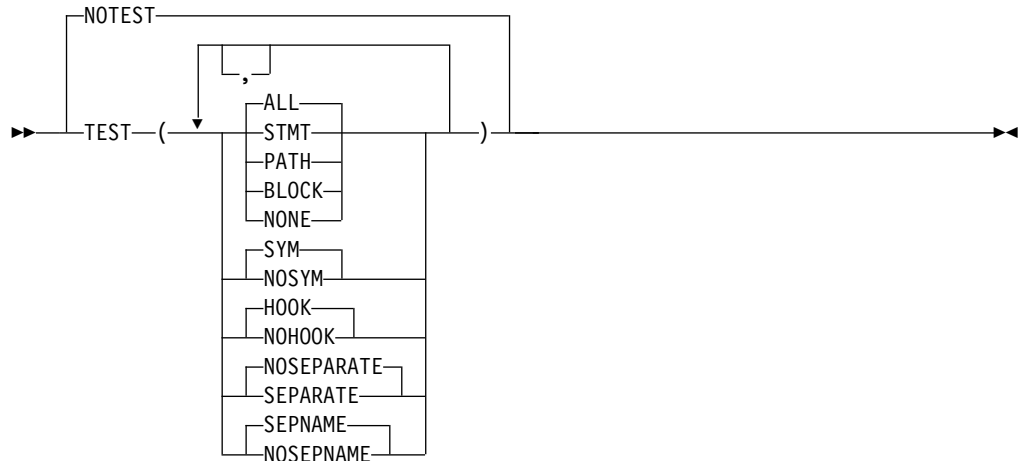 NOTEST
,
ALL
TEST ( STMT )
PATH
BLOCK
NONE
SYM
NOSYM
HOOK
NOHOOK
NOSEPARATE
SEPARATE
SEPNAME
NOSEPNAME